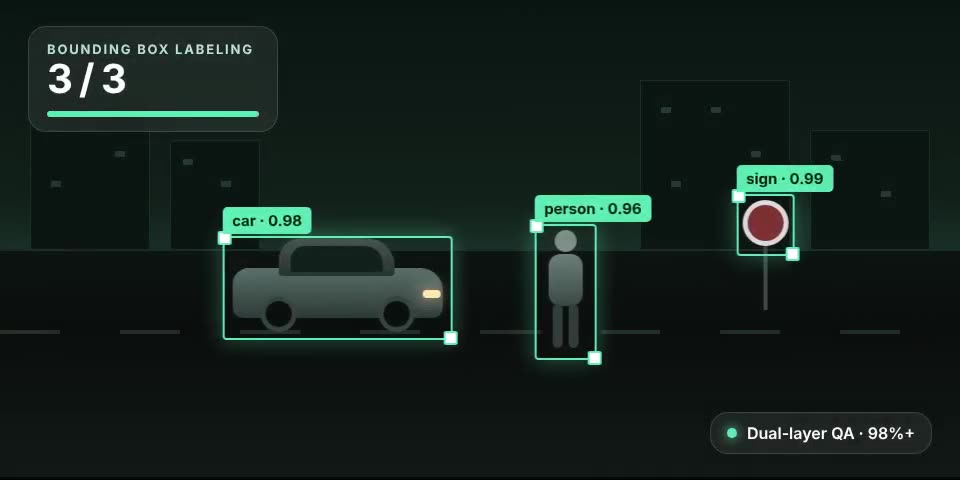 BOUNDING BOX LABELING
3 / 3
sign · 0.99
person · 0.96
car · 0.98
Dual-layer QA · 98%+